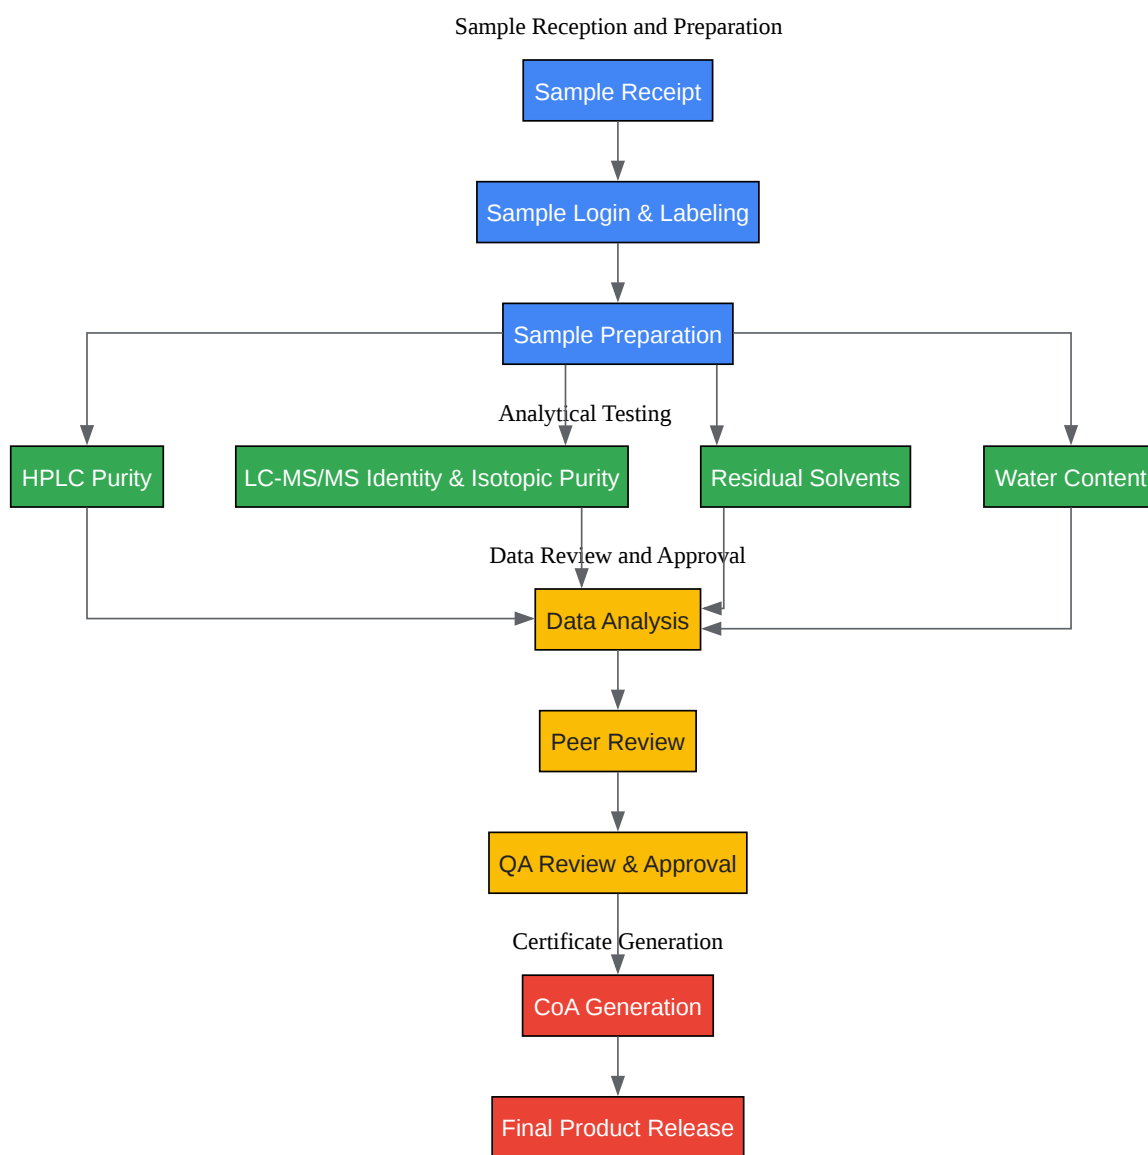 Sample Reception and Preparation
Sample Receipt
Sample Login & Labeling
Sample Preparation
Analytical Testing
HPLC Purity
LC-MS/MS Identity & Isotopic Purity
Residual Solvents
Water Content
Data Review and Approval
Data Analysis
Peer Review
QA Review & Approval
Certificate Generation
CoA Generation
Final Product Release